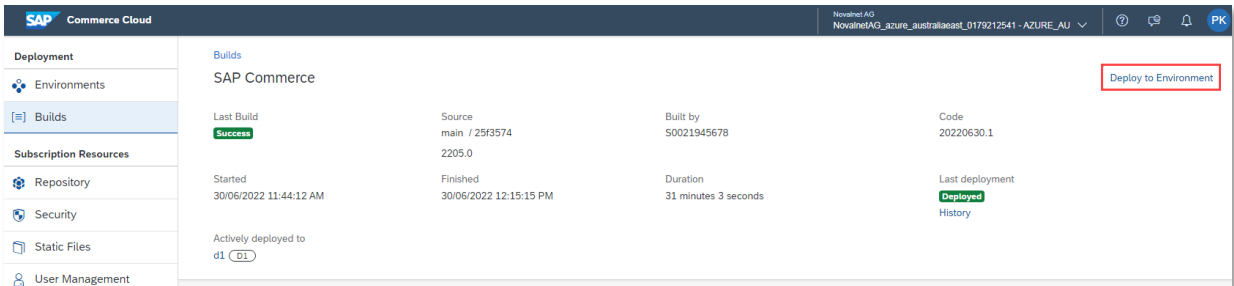 SAP Commerce Cloud
Novalnet AG
NovalnetAG_azure_australiaeast_0179212541 - AZURE_AU
PK
Deployment
Environments
Builds
Subscription Resources
Repository
Security
Static Files
User Management
Builds
SAP Commerce
Deploy to Environment
Last Build
Success
Source
main / 25f3574
2205.0
Built by
S0021945678
Code
20220630.1
Started
30/06/2022 11:44:12 AM
Finished
30/06/2022 12:15:15 PM
Duration
31 minutes 3 seconds
Last deployment
Deployed
History
Actively deployed to
d1 D1